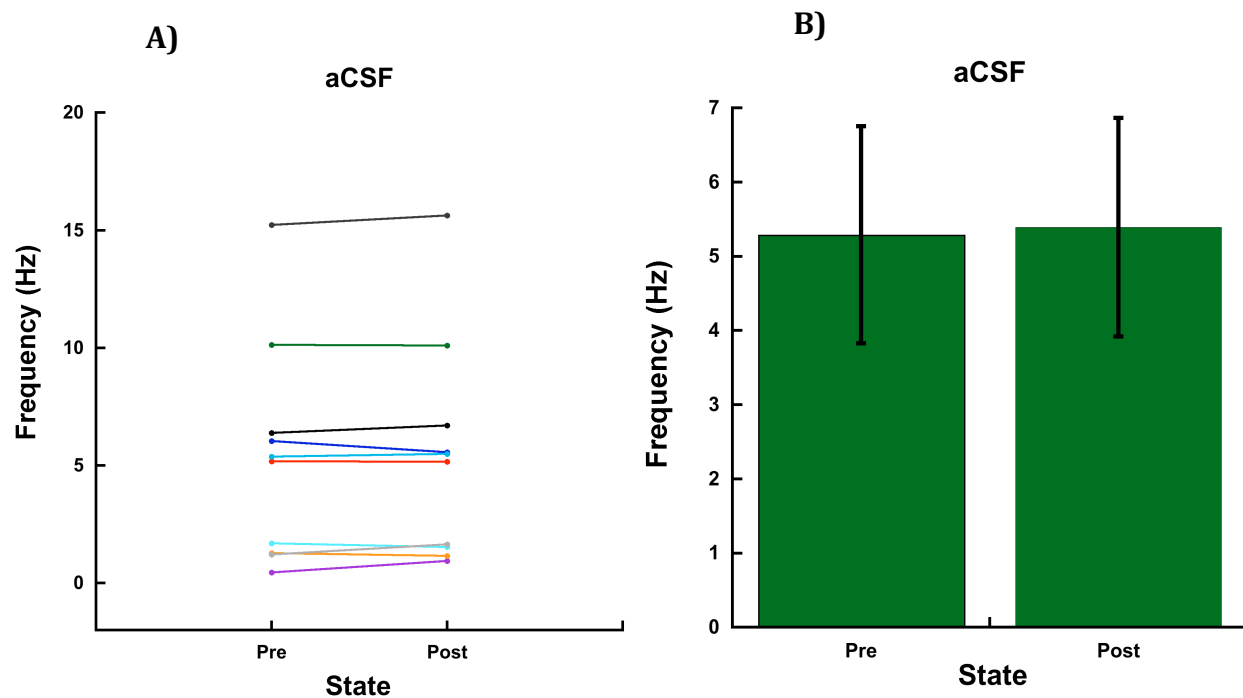 A)
aCSF
20
15
10
5
0
Frequency (Hz)
Pre Post
State
B)
aCSF
7
6
5
4
3
2
1
0
Frequency (Hz)
Pre Post
State